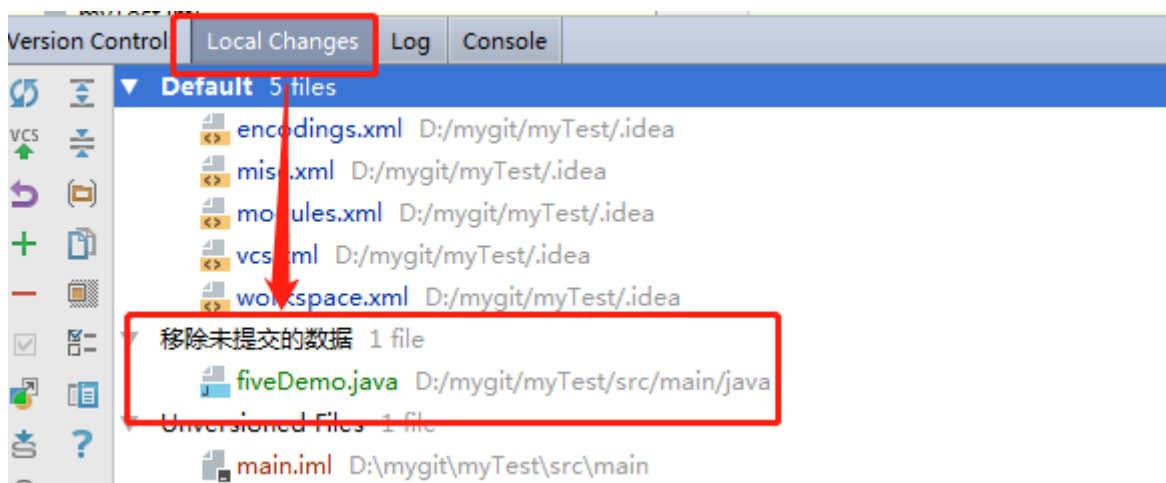 myTest.iml
Version Control: Local Changes Log Console
Default 5 files
encodings.xml D:/mygit/myTest/.idea
misc.xml D:/mygit/myTest/.idea
modules.xml D:/mygit/myTest/.idea
VCS
vcs.xml D:/mygit/myTest/.idea
workspace.xml D:/mygit/myTest/.idea
移除未提交的数据 1 file
fiveDemo.java D:/mygit/myTest/src/main/java
Unversioned Files 1 file
main.iml D:\mygit\myTest\src\main